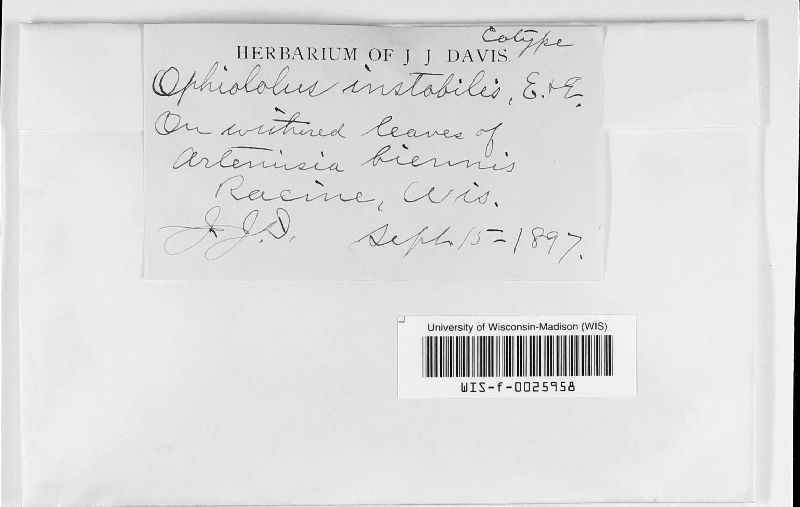 Cotype
HERBARIUM OF J. J. DAVIS.
Ophiobolus instabilis, E. & E.
On withered leaves of
Artemisia biennis
Racine, Wis.
J. J. D. Sept. 15-1897.
University of Wisconsin-Madison (WIS)
WIS-f-0025958